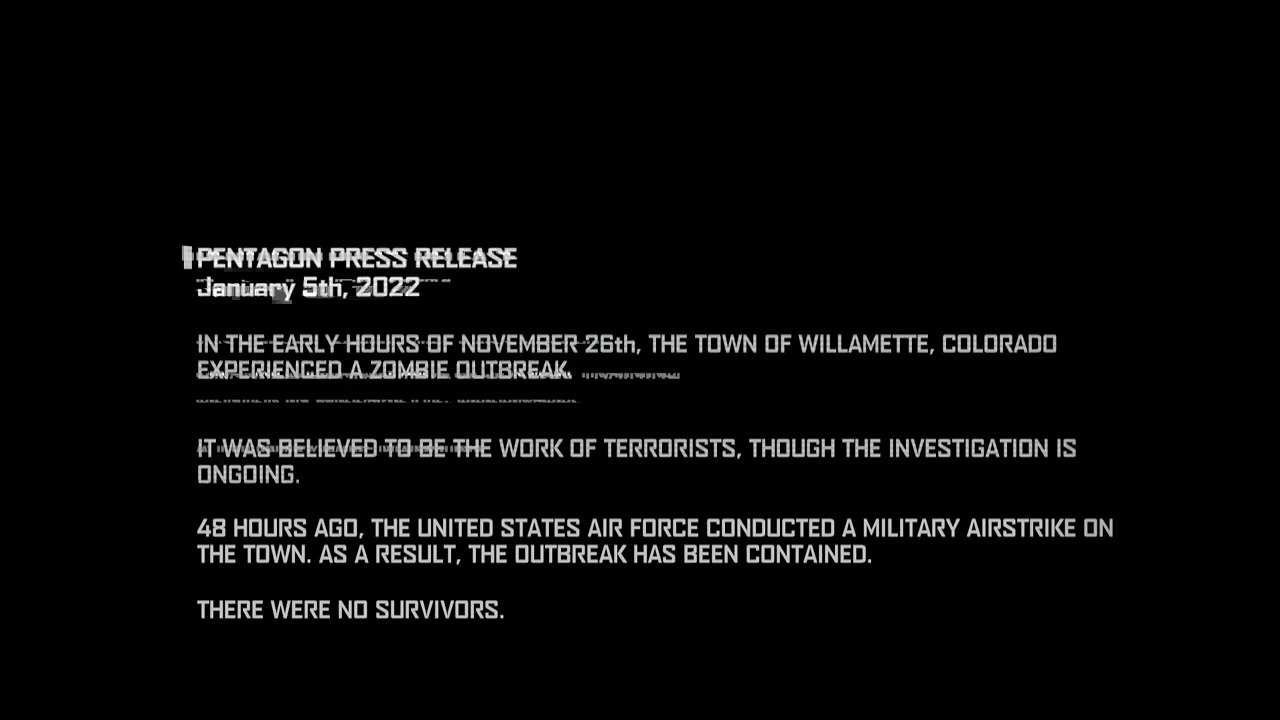 PENTAGON PRESS RELEASE
January 5th, 2022
IN THE EARLY HOURS OF NOVEMBER 26th, THE TOWN OF WILLAMETTE, COLORADO
EXPERIENCED A ZOMBIE OUTBREAK.
IT WAS BELIEVED TO BE THE WORK OF TERRORISTS, THOUGH THE INVESTIGATION IS
ONGOING.
48 HOURS AGO, THE UNITED STATES AIR FORCE CONDUCTED A MILITARY AIRSTRIKE ON
THE TOWN. AS A RESULT, THE OUTBREAK HAS BEEN CONTAINED.
THERE WERE NO SURVIVORS.